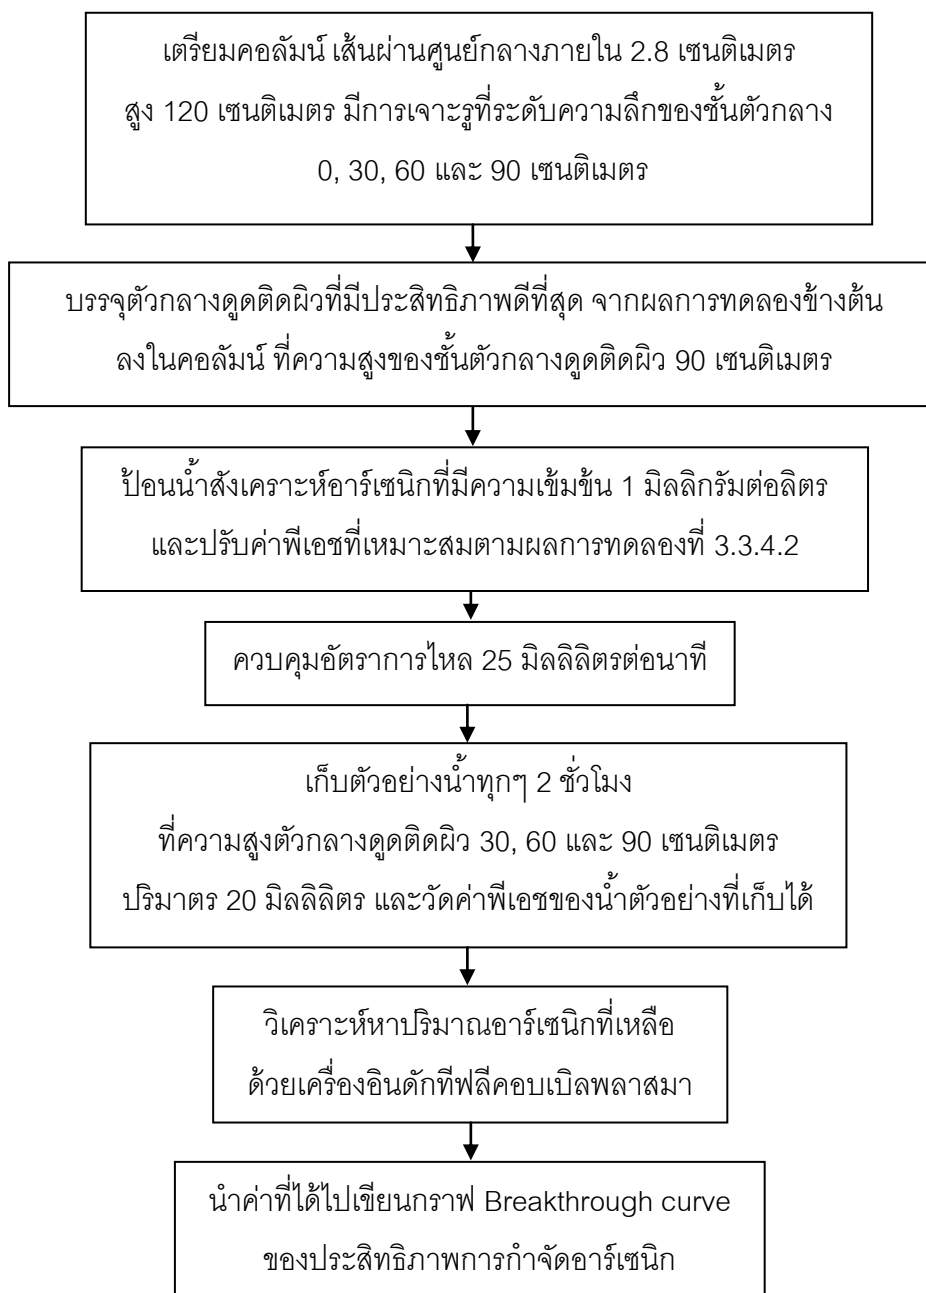 เตรียมคอลัมน์ เส้นผ่านศูนย์กลางภายใน 2.8 เซนติเมตร
สูง 120 เซนติเมตร มีการเจาะรูที่ระดับความลึกของชั้นตัวกลาง
0, 30, 60 และ 90 เซนติเมตร
บรรจุตัวกลางดูดติดผิวที่มีประสิทธิภาพดีที่สุด จากผลการทดลองข้างต้น
ลงในคอลัมน์ ที่ความสูงของชั้นตัวกลางดูดติดผิว 90 เซนติเมตร
ป้อนน้ำสังเคราะห์อาร์เซนิกที่มีความเข้มข้น 1 มิลลิกรัมต่อลิตร
และปรับค่าพีเอชที่เหมาะสมตามผลการทดลองที่ 3.3.4.2
ควบคุมอัตราการไหล 25 มิลลิลิตรต่อนาที
เก็บตัวอย่างน้ำทุกๆ 2 ชั่วโมง
ที่ความสูงตัวกลางดูดติดผิว 30, 60 และ 90 เซนติเมตร
ปริมาตร 20 มิลลิลิตร และวัดค่าพีเอชของน้ำตัวอย่างที่เก็บได้
วิเคราะห์หาปริมาณอาร์เซนิกที่เหลือ
ด้วยเครื่องอินดักทีฟลีคอบเบิลพลาสมา
นำค่าที่ได้ไปเขียนกราฟ Breakthrough curve
ของประสิทธิภาพการกำจัดอาร์เซนิก